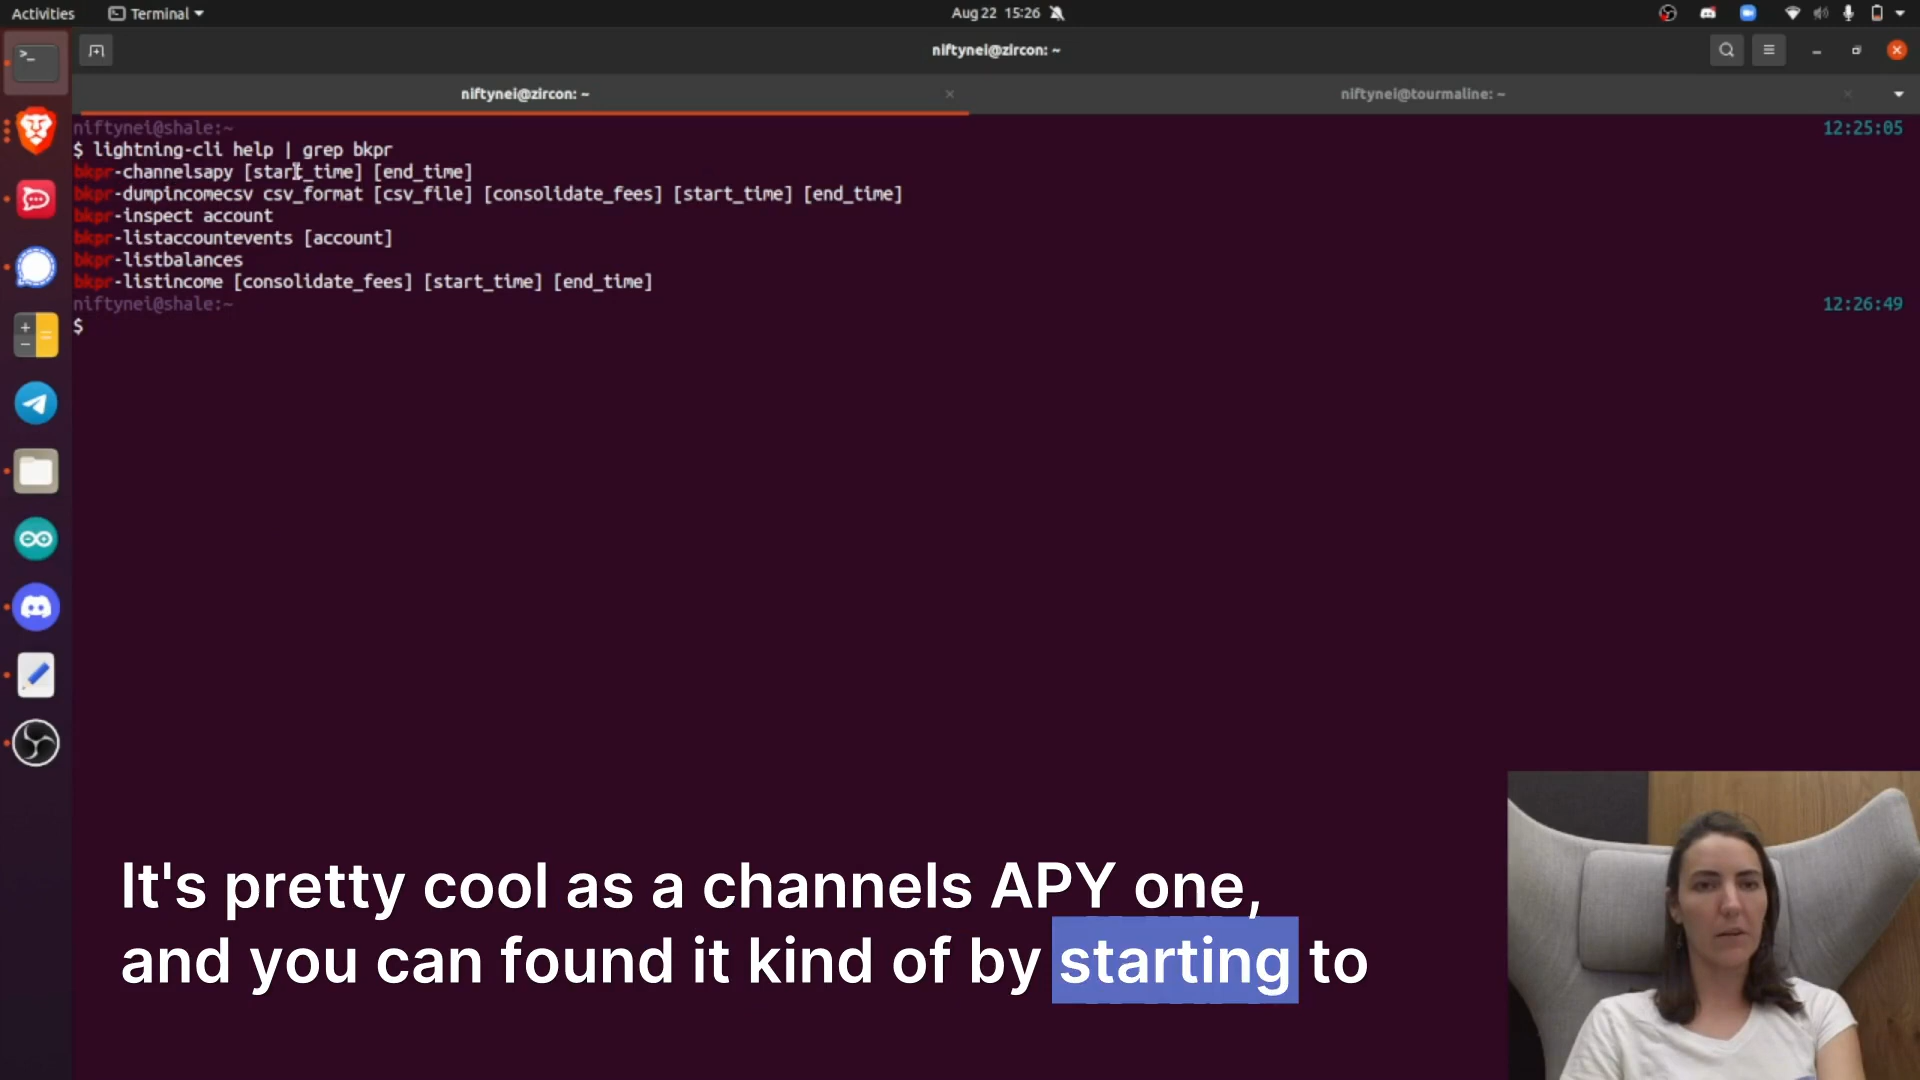 Activities Terminal Aug 22 15:26
niftynei@zircon: ~
niftynei@zircon: ~ niftynei@tourmaline: ~
niftynei@shale:~ 12:25:05
$ lightning-cli help | grep bkpr
bkpr-channelsapy [start_time] [end_time]
bkpr-dumpincomecsv csv_format [csv_file] [consolidate_fees] [start_time] [end_time]
bkpr-inspect account
bkpr-listaccountevents [account]
bkpr-listbalances
bkpr-listincome [consolidate_fees] [start_time] [end_time]
niftynei@shale:~ 12:26:49
$
It's pretty cool as a channels APY one,
and you can found it kind of by starting to